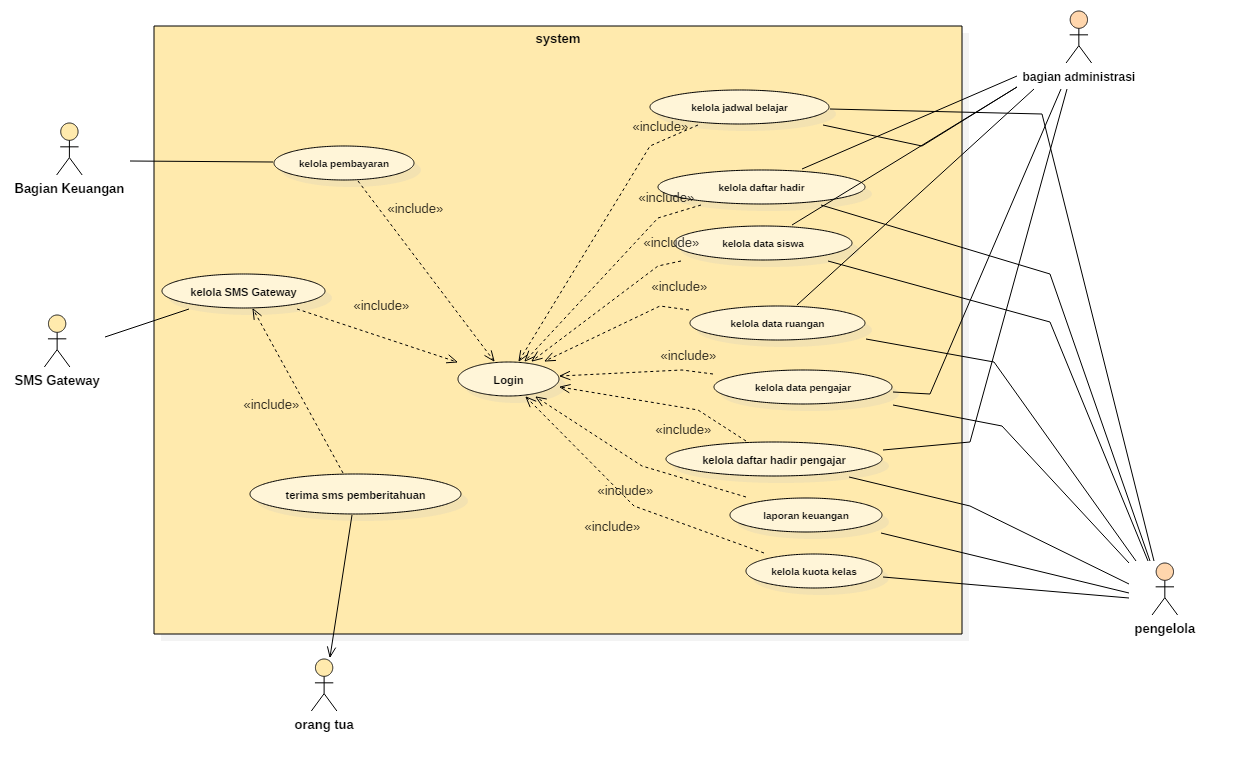 system
bagian administrasi
kelola jadwal belajar
«include»
Bagian Keuangan
kelola pembayaran
«include»
kelola daftar hadir
«include»
kelola data siswa
«include»
kelola SMS Gateway
«include»
«include»
kelola data ruangan
SMS Gateway
Login
«include»
kelola data pengajar
«include»
«include»
kelola daftar hadir pengajar
terima sms pemberitahuan
«include»
laporan keuangan
«include»
kelola kuota kelas
pengelola
orang tua